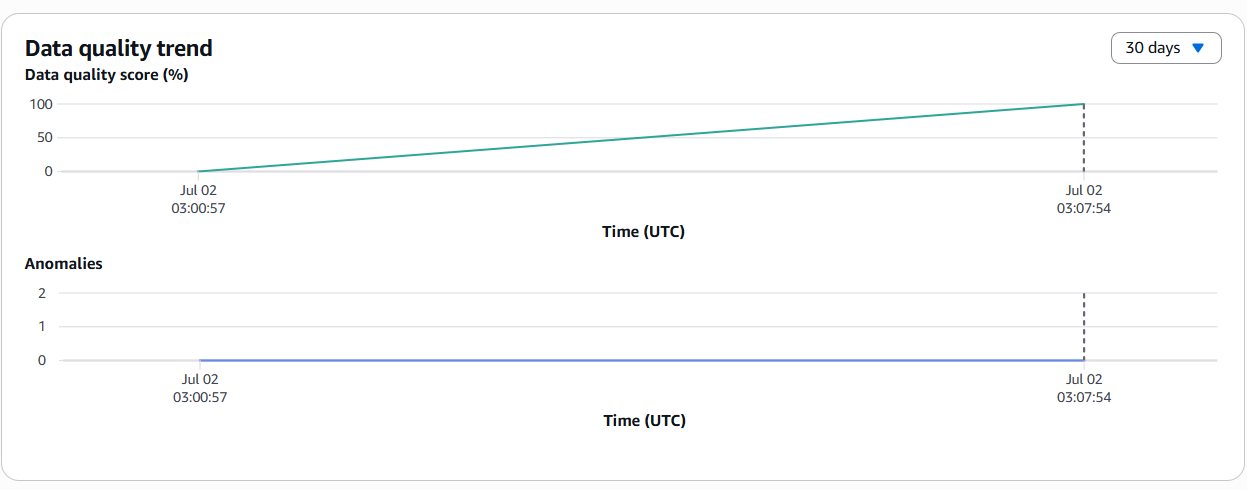 Data quality trend
30 days
Data quality score (%)
100
50
0
Jul 02
03:00:57
Jul 02
03:07:54
Time (UTC)
Anomalies
2
1
0
Jul 02
03:00:57
Jul 02
03:07:54
Time (UTC)